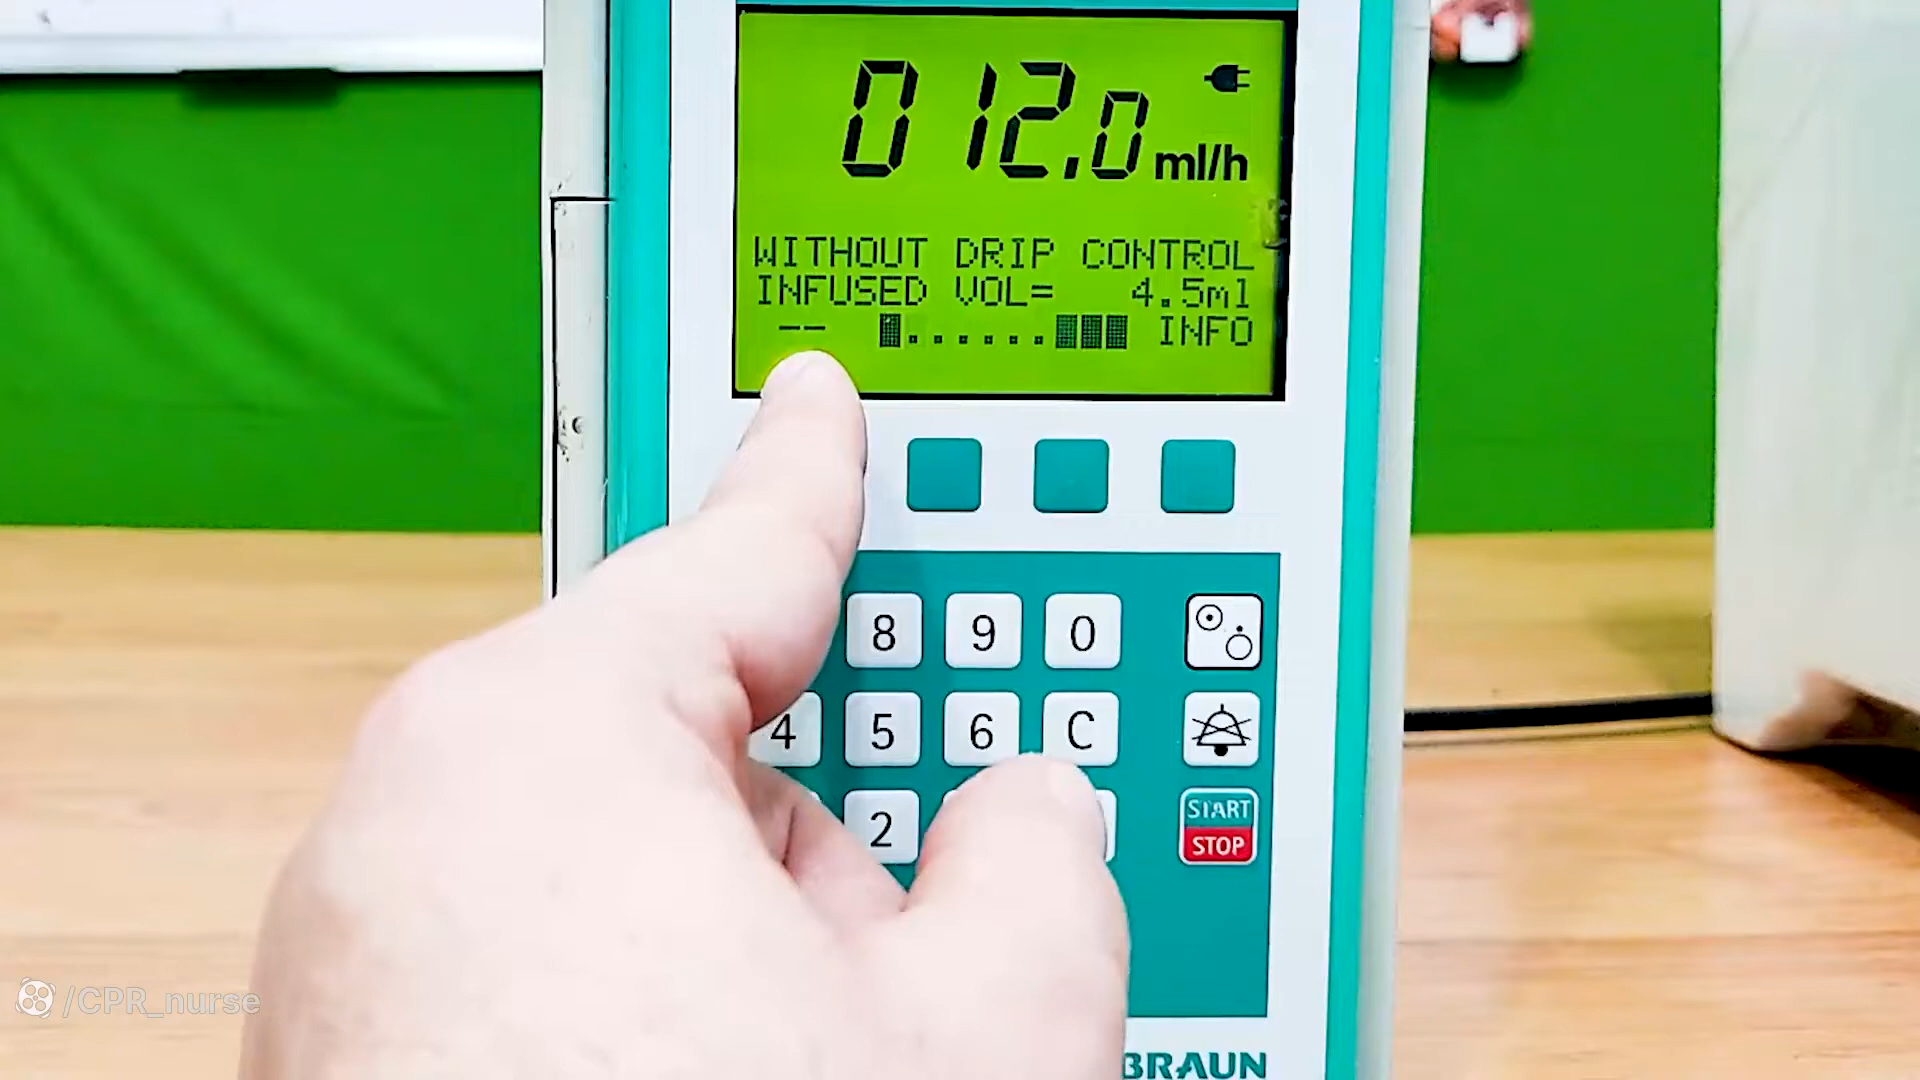 012.0 ml/h
WITHOUT DRIP CONTROL
INFUSED VOL= 4.5ml
-- INFO
8 9 0
4 5 6 C
2
START
STOP
BRAUN
/CPR_nurse